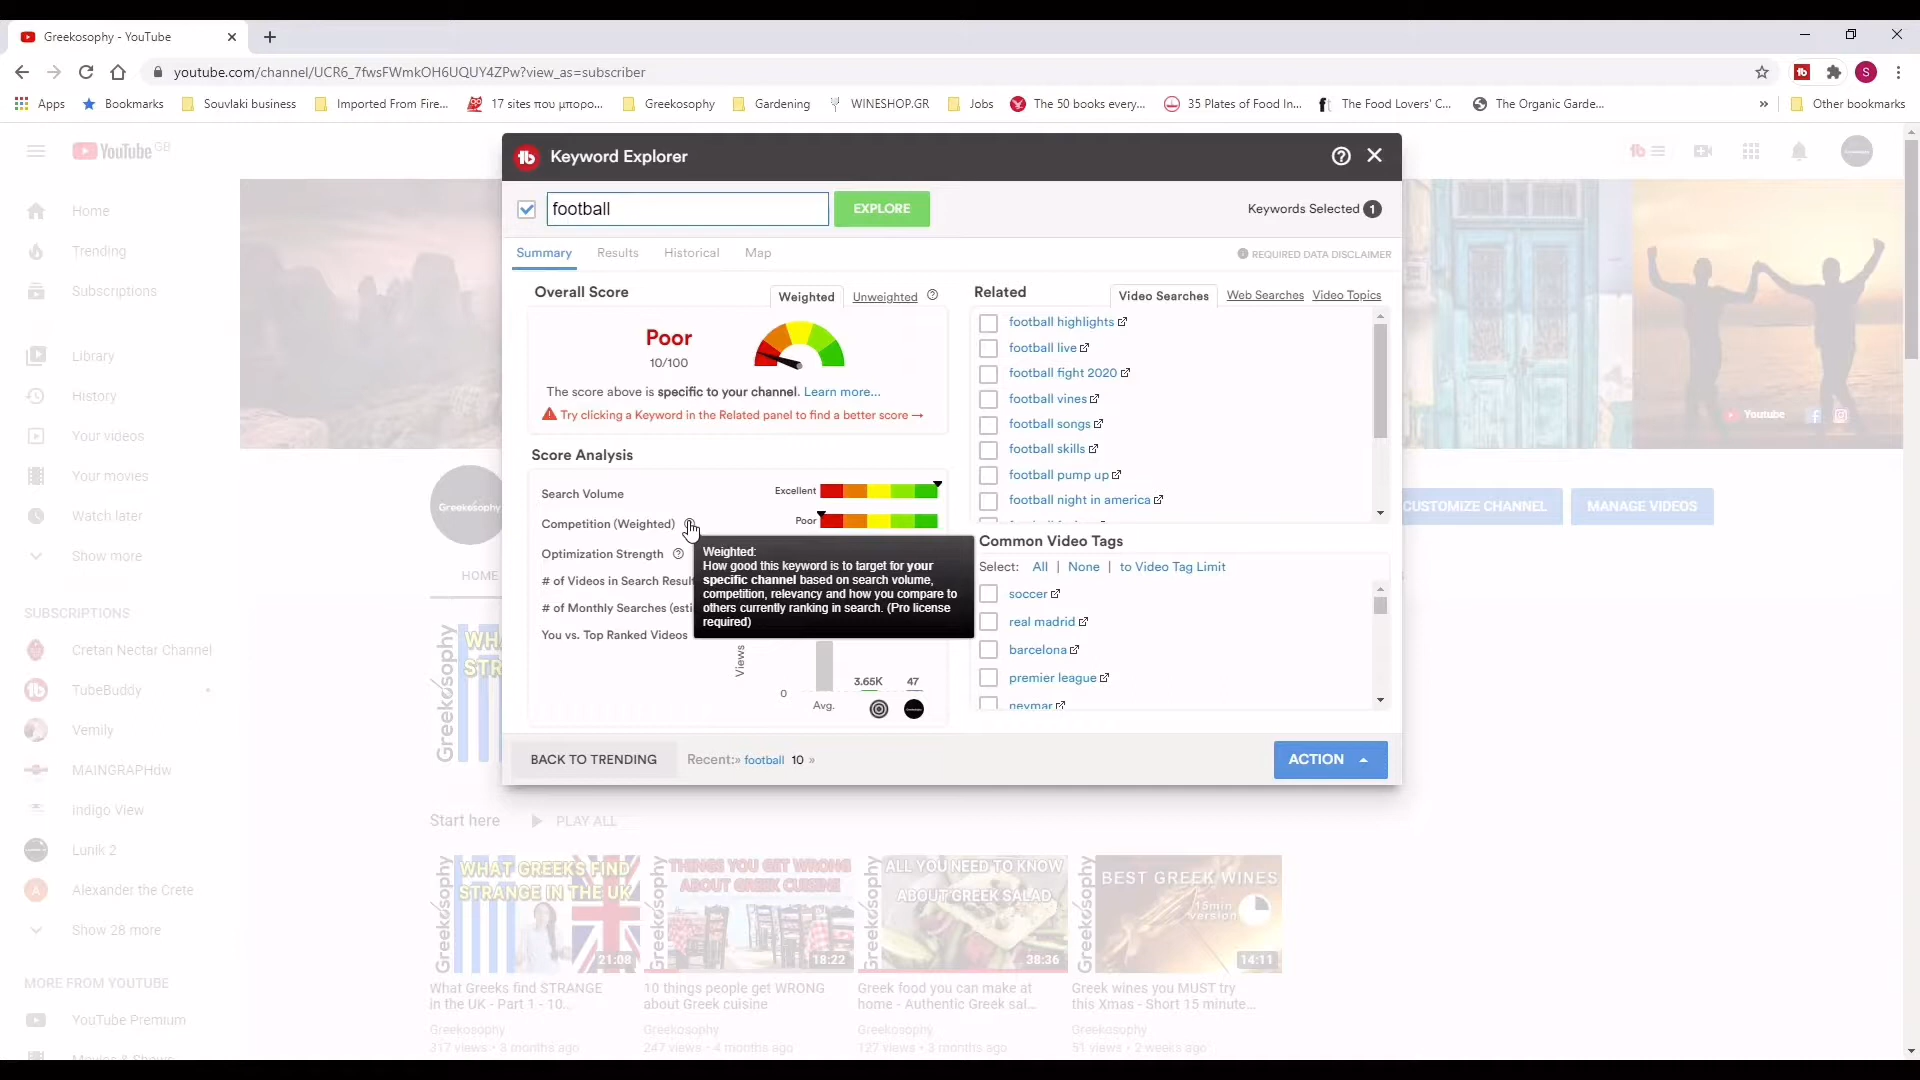 Greekosophy - YouTube
youtube.com/channel/UCR6_7fwsFWmkOH6UQUY4ZPw?view_as=subscriber
S
Apps
Bookmarks
Souvlaki business
Imported From Fire...
17 sites που μπορο...
Greekosophy
Gardening
WINESHOP.GR
Jobs
The 50 books every...
35 Plates of Food In...
The Food Lovers' C...
The Organic Garde...
»
Other bookmarks
YouTube GB
Home
Trending
Subscriptions
Library
History
Your videos
Your movies
Watch later
Show more
SUBSCRIPTIONS
Cretan Nectar Channel
TubeBuddy
Vemily
MAINGRAPHdw
Indigo View
Lunik 2
Alexander the Crete
Show 28 more
MORE FROM YOUTUBE
YouTube Premium
Movies & Shows
Youtube
Greekosophy
CUSTOMIZE CHANNEL
MANAGE VIDEOS
HOME
Keyword Explorer
football
EXPLORE
Keywords Selected 1
Summary
Results
Historical
Map
REQUIRED DATA DISCLAIMER
Overall Score
Weighted
Unweighted
Poor
10/100
The score above is specific to your channel. Learn more...
Try clicking a Keyword in the Related panel to find a better score →
Score Analysis
Search Volume
Excellent
Competition (Weighted)
Poor
Optimization Strength
# of Videos in Search Resul
# of Monthly Searches (esti
You vs. Top Ranked Videos
Weighted:
How good this keyword is to target for your
specific channel based on search volume,
competition, relevancy and how you compare to
others currently ranking in search. (Pro license
required)
Views
0
3.65K
47
Avg.
Related
Video Searches
Web Searches
Video Topics
football highlights
football live
football fight 2020
football vines
football songs
football skills
football pump up
football night in america
Common Video Tags
Select: All | None | to Video Tag Limit
soccer
real madrid
barcelona
premier league
neymar
BACK TO TRENDING
Recent:» football 10 »
ACTION
Greekosophy
WH
STR
Start here
PLAY ALL
Greekosophy
WHAT GREEKS FIND
STRANGE IN THE UK
21:08
What Greeks find STRANGE
in the UK - Part 1 - 10...
Greekosophy
317 views • 3 months ago
Greekosophy
THINGS YOU GET WRONG
ABOUT GREEK CUISINE
18:22
10 things people get WRONG
about Greek cuisine
Greekosophy
247 views • 4 months ago
Greekosophy
ALL YOU NEED TO KNOW
ABOUT GREEK SALAD
38:36
Greek food you can make at
home - Authentic Greek sal...
Greekosophy
127 views • 3 months ago
Greekosophy
BEST GREEK WINES
15min
version
14:11
Greek wines you MUST try
this Xmas - Short 15 minute...
Greekosophy
51 views • 2 weeks ago